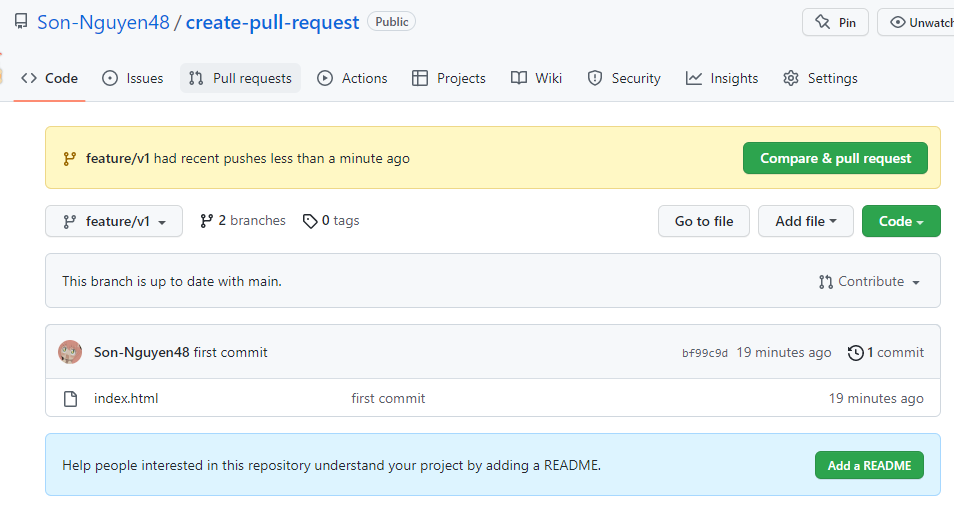 Son-Nguyen48 / create-pull-request Public Pin Unwatch
Code Issues Pull requests Actions Projects Wiki Security Insights Settings
feature/v1 had recent pushes less than a minute ago Compare & pull request
feature/v1 2 branches 0 tags Go to file Add file Code
This branch is up to date with main. Contribute
Son-Nguyen48 first commit bf99c9d 19 minutes ago 1 commit
index.html first commit 19 minutes ago
Help people interested in this repository understand your project by adding a README. Add a README